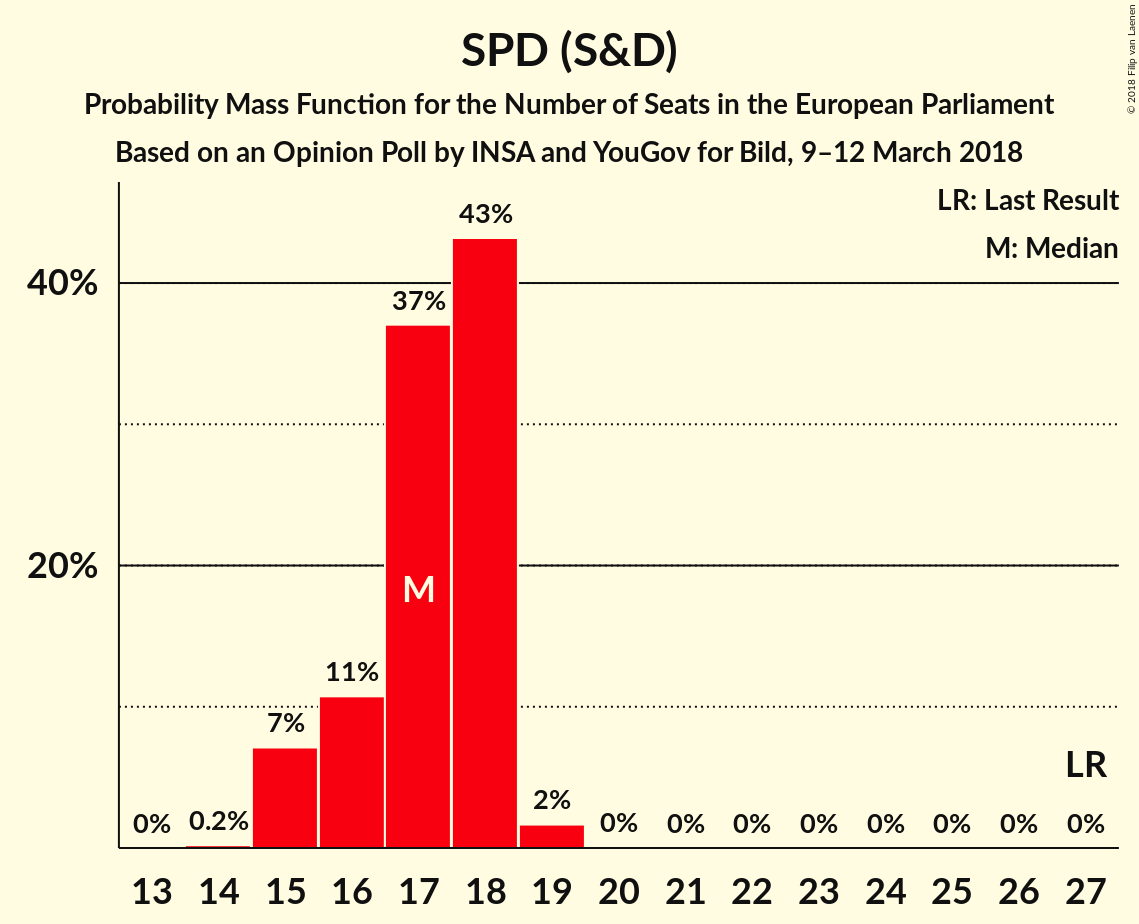 SPD (S&D)
Probability Mass Function for the Number of Seats in the European Parliament
Based on an Opinion Poll by INSA and YouGov for Bild, 9–12 March 2018
© 2018 Filip van Laenen
LR: Last Result
M: Median
43%
40%
37%
20%
M
11%
7%
LR
2%
0% 0.2% 0% 0% 0% 0% 0% 0% 0% 0%
13 14 15 16 17 18 19 20 21 22 23 24 25 26 27